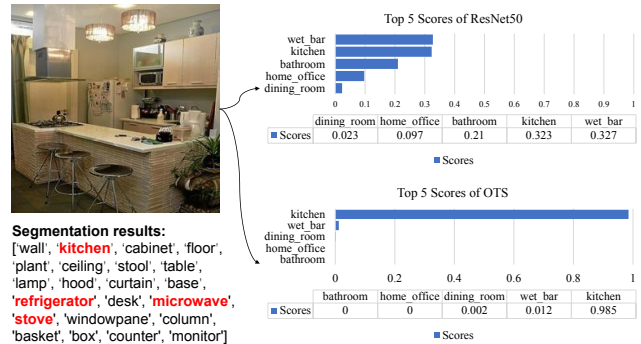 Top 5 Scores of ResNet50
wet_bar
kitchen
bathroom
home_office
dining_room
0 0.1 0.2 0.3 0.4 0.5 0.6 0.7 0.8 0.9 1
dining_room home_office bathroom kitchen wet_bar
Scores 0.023 0.097 0.21 0.323 0.327
Scores
Top 5 Scores of OTS
kitchen
wet_bar
dining_room
home_office
bathroom
0 0.2 0.4 0.6 0.8 1
bathroom home_office dining_room wet_bar kitchen
Scores 0 0 0.002 0.012 0.985
Scores
Segmentation results:
['wall', 'kitchen', 'cabinet', 'floor',
'plant', 'ceiling', 'stool', 'table',
'lamp', 'hood', 'curtain', 'base',
'refrigerator', 'desk', 'microwave',
'stove', 'windowpane', 'column',
'basket', 'box', 'counter', 'monitor']